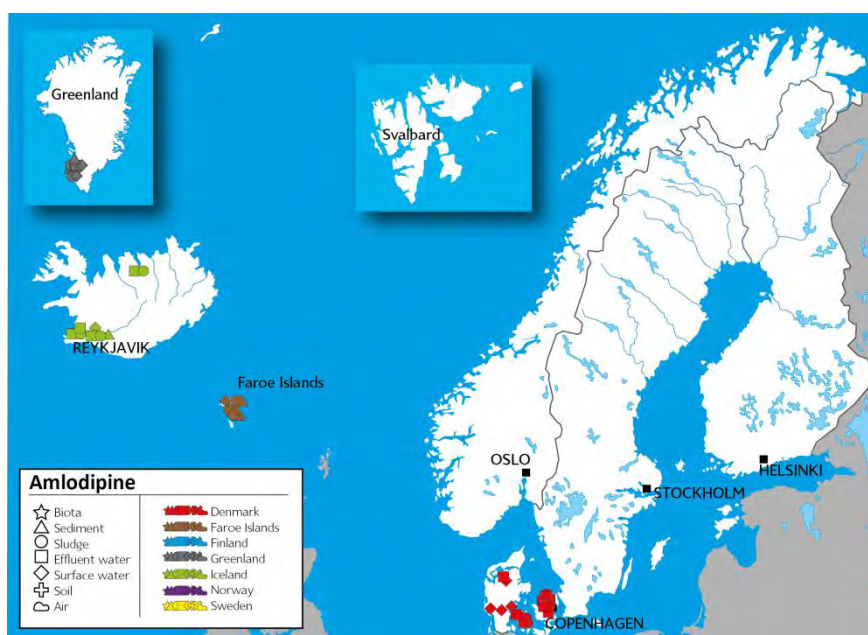 Greenland
Svalbard
REYKJAVIK
Faroe Islands
OSLO
HELSINKI
STOCKHOLM
COPENHAGEN
Amlodipine
Biota
Sediment
Sludge
Effluent water
Surface water
Soil
Air
Denmark
Faroe Islands
Finland
Greenland
Iceland
Norway
Sweden